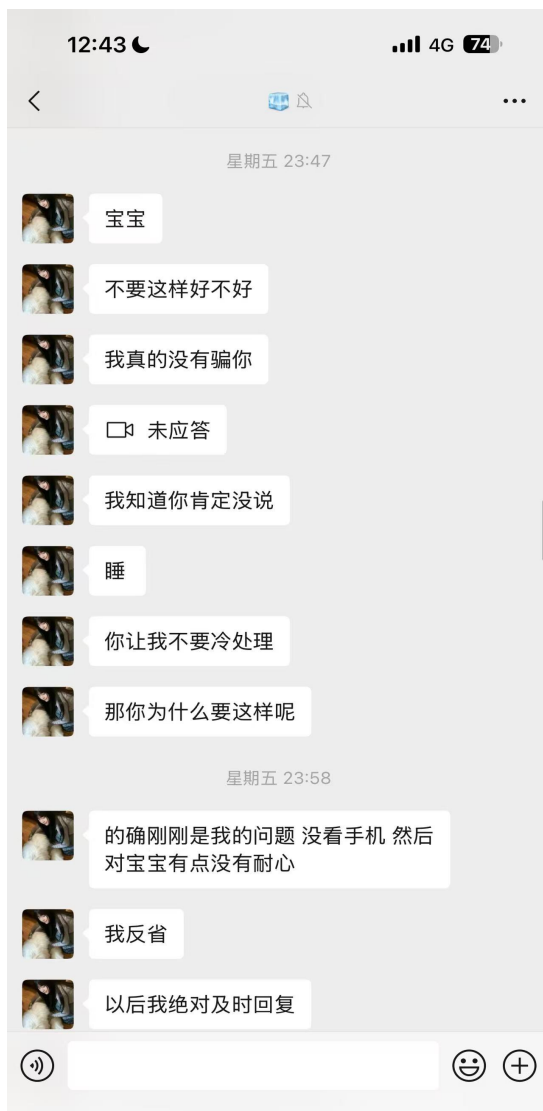 12:43
4G 74
星期五 23:47
宝宝
不要这样好不好
我真的没有骗你
未应答
我知道你肯定没说
睡
你让我不要冷处理
那你为什么要这样呢
星期五 23:58
的确刚刚是我的问题 没看手机 然后
对宝宝有点没有耐心
我反省
以后我绝对及时回复